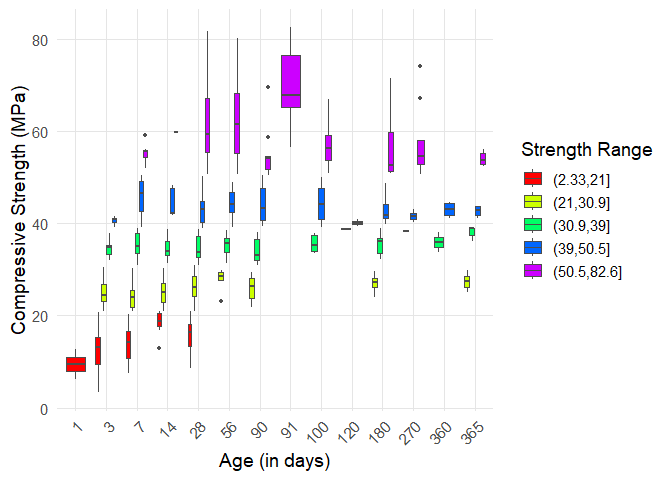 Compressive Strength (MPa)
80
60
40
20
0
1 3 7 14 28 56 90 91 100 120 180 270 360 365
Age (in days)
Strength Range
(2.33,21]
(21,30.9]
(30.9,39]
(39,50.5]
(50.5,82.6]